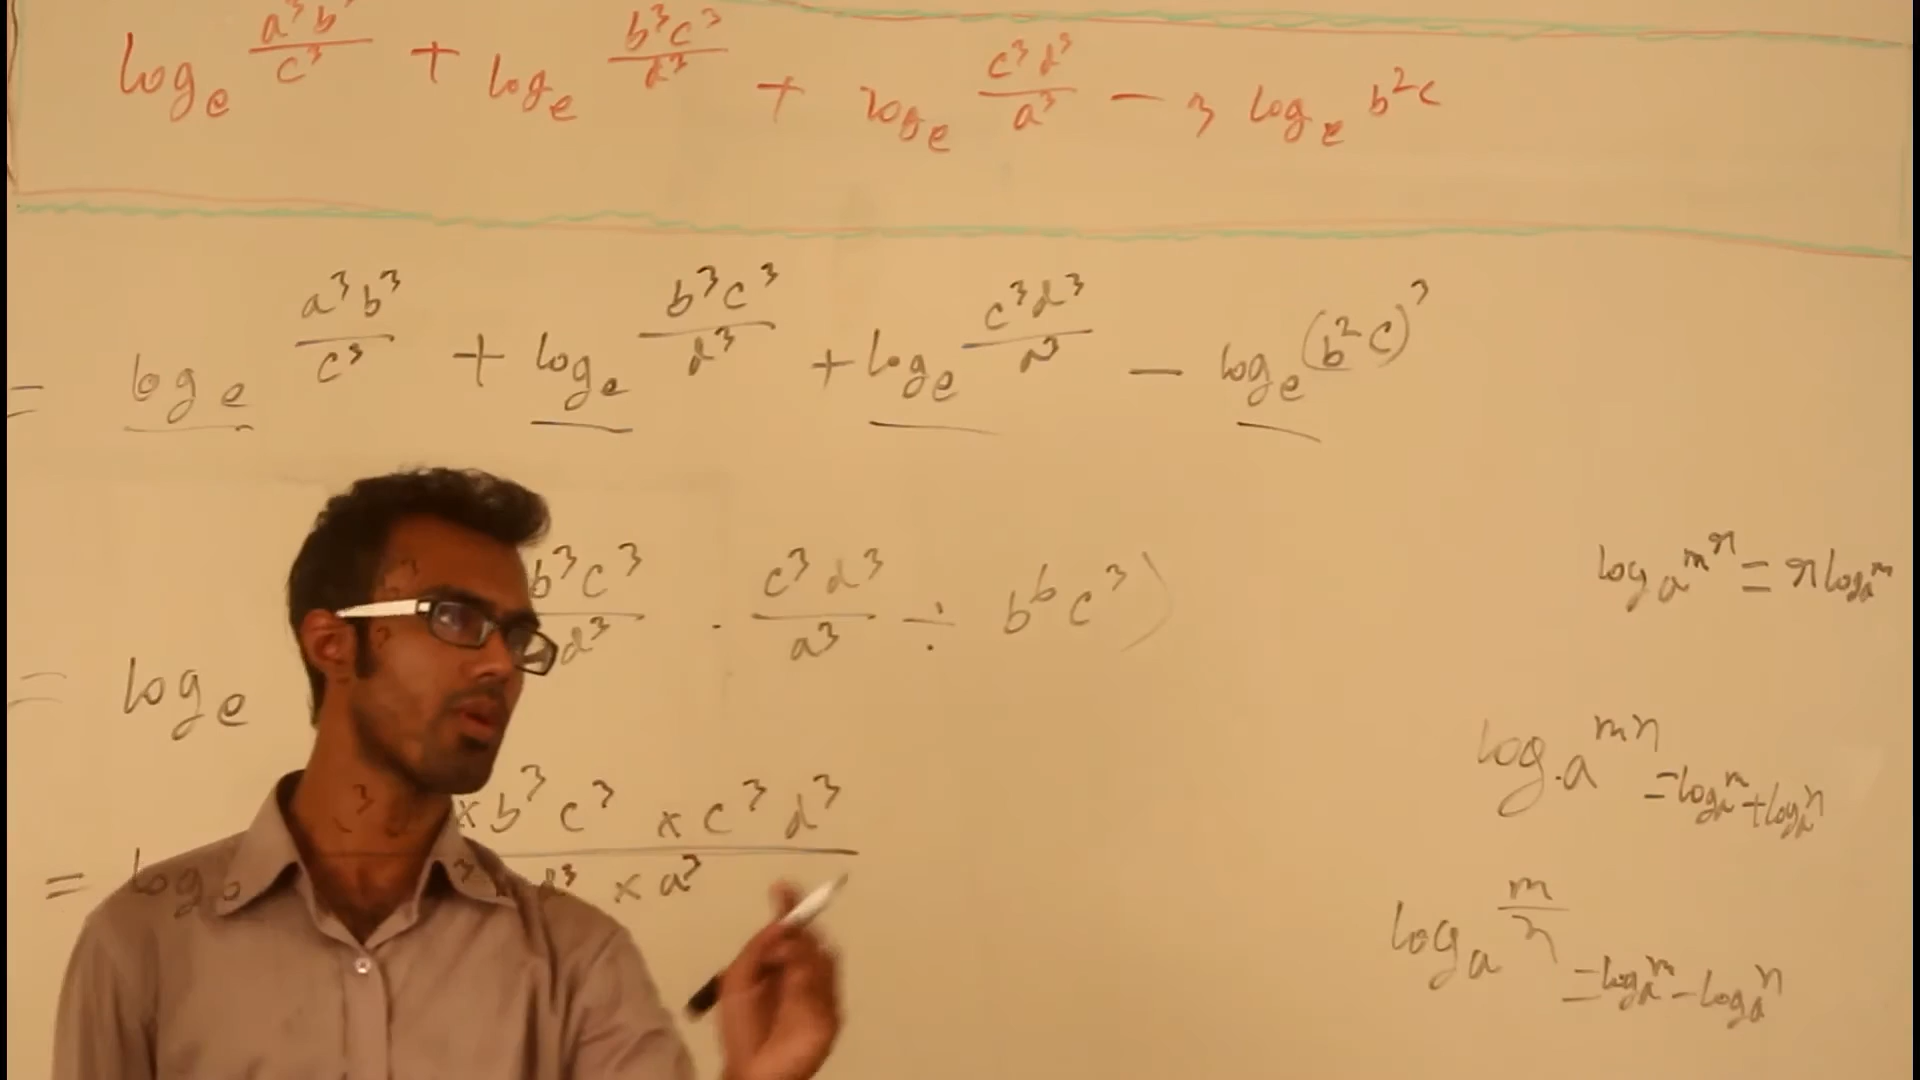 log_e a³b³/c³ + log_e b³c³/d³ + log_e c³d³/a³ − 3 log_e b²c
= log_e a³b³/c³ + log_e b³c³/d³ + log_e c³d³/a³ − log_e (b²c)³
= log_e b³c³/d³ · c³d³/a³ ÷ b⁶c³)
= log_e ×b³c³ ×c³d³ / d³ ×a³
log_a m^n = n log_a m
log_a mn = log_a m + log_a n
log_a m/n = log_a m − log_a n